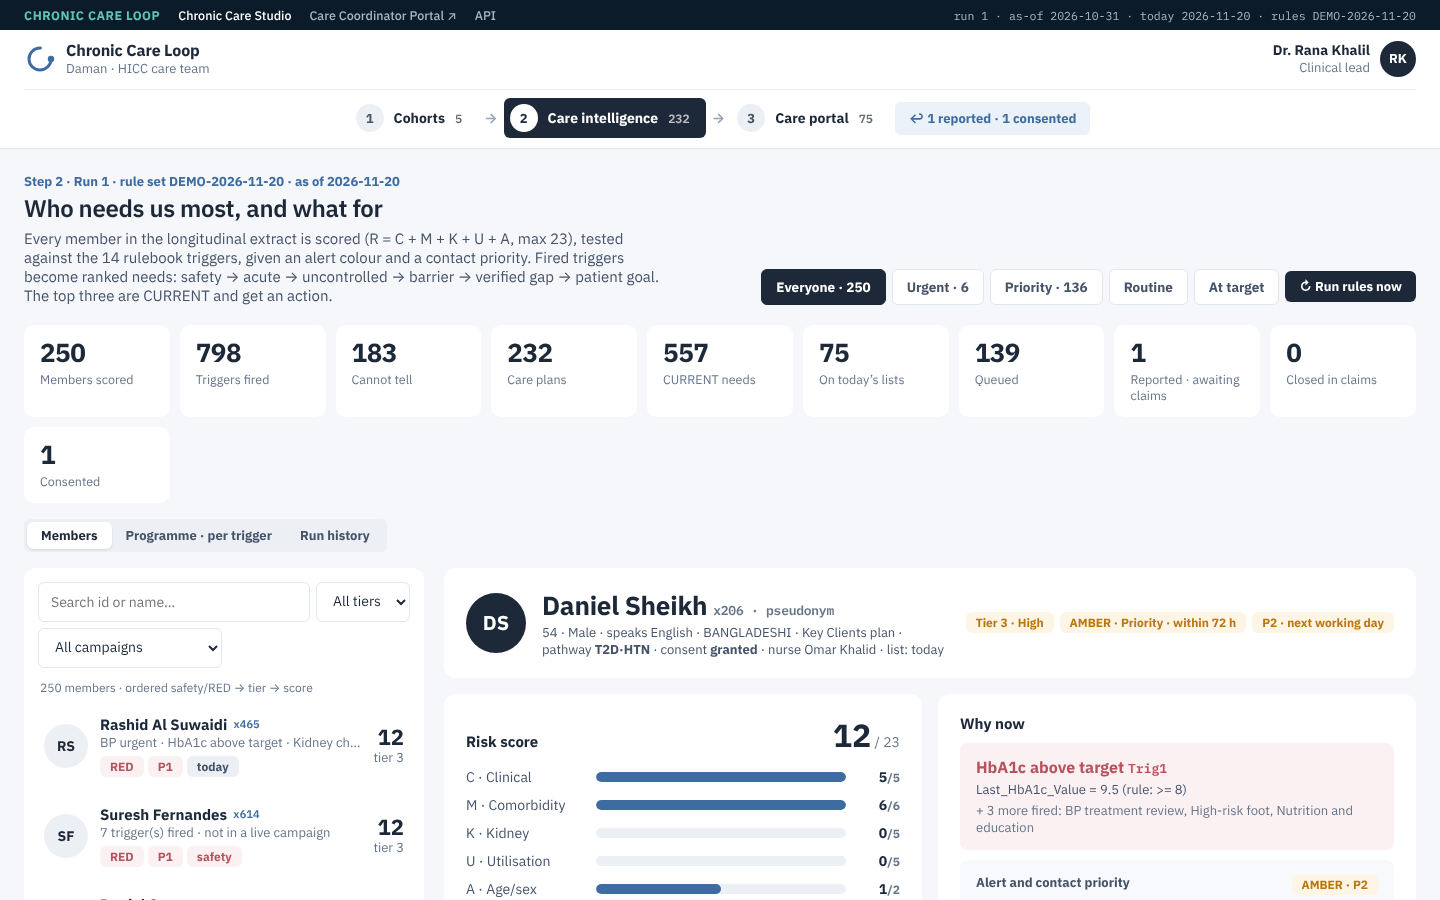 CHRONIC CARE LOOP Chronic Care Studio Care Coordinator Portal ↗ API run 1 · as-of 2026-10-31 · today 2026-11-20 · rules DEMO-2026-11-20
Chronic Care Loop
Daman · HICC care team
Dr. Rana Khalil
Clinical lead
RK
1 Cohorts 5 → 2 Care intelligence 232 → 3 Care portal 75 ↩ 1 reported · 1 consented
Step 2 · Run 1 · rule set DEMO-2026-11-20 · as of 2026-11-20
Who needs us most, and what for
Every member in the longitudinal extract is scored (R = C + M + K + U + A, max 23), tested
against the 14 rulebook triggers, given an alert colour and a contact priority. Fired triggers
become ranked needs: safety → acute → uncontrolled → barrier → verified gap → patient goal.
The top three are CURRENT and get an action.
Everyone · 250 Urgent · 6 Priority · 136 Routine At target ↻ Run rules now
250
Members scored
798
Triggers fired
183
Cannot tell
232
Care plans
557
CURRENT needs
75
On today's lists
139
Queued
1
Reported · awaiting
claims
0
Closed in claims
1
Consented
Members Programme · per trigger Run history
Search id or name...
All tiers
All campaigns
250 members · ordered safety/RED → tier → score
RS
Rashid Al Suwaidi x465
BP urgent · HbA1c above target · Kidney ch...
RED P1 today
12
tier 3
SF
Suresh Fernandes x614
7 trigger(s) fired · not in a live campaign
RED P1 safety
12
tier 3
DS
Daniel Sheikh x206 · pseudonym
54 · Male · speaks English · BANGLADESHI · Key Clients plan ·
pathway T2D-HTN · consent granted · nurse Omar Khalid · list: today
Tier 3 · High AMBER · Priority · within 72 h P2 · next working day
Risk score 12 / 23
C · Clinical 5/5
M · Comorbidity 6/6
K · Kidney 0/5
U · Utilisation 0/5
A · Age/sex 1/2
Why now
HbA1c above target Trig1
Last_HbA1c_Value = 9.5 (rule: >= 8)
+ 3 more fired: BP treatment review, High-risk foot, Nutrition and
education
Alert and contact priority AMBER · P2